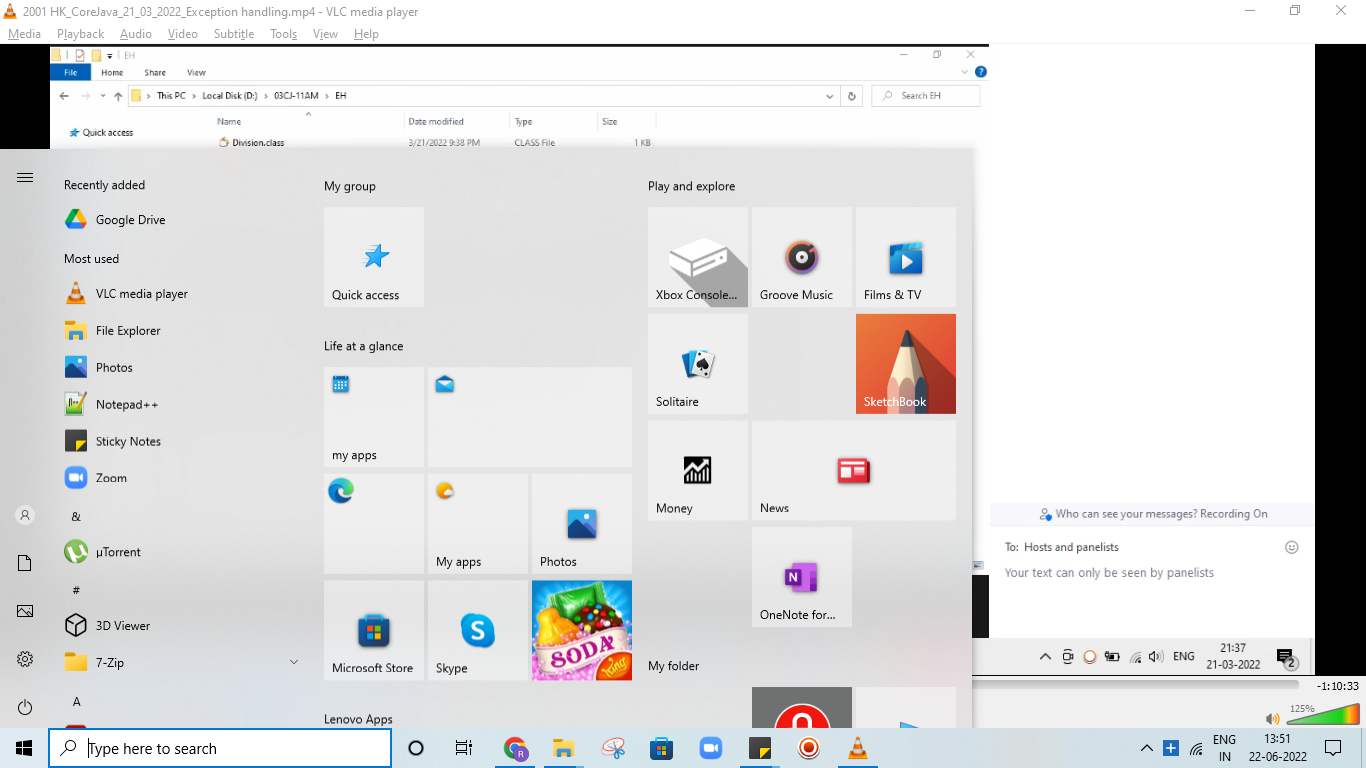 2001 HK_CoreJava_21_03_2022_Exception handling.mp4 - VLC media player
Media Playback Audio Video Subtitle Tools View Help
EH
File Home Share View
This PC > Local Disk (D:) > 03CJ-11AM > EH
Search EH
Name Date modified Type Size
Quick access
Division.class 3/21/2022 9:38 PM CLASS File 1 KB
Recently added
Google Drive
Most used
VLC media player
File Explorer
Photos
Notepad++
Sticky Notes
Zoom
&
µTorrent
#
3D Viewer
7-Zip
A
My group
Quick access
Life at a glance
my apps
My apps
Photos
Microsoft Store
Skype
SODA
King
Lenovo Apps
Play and explore
Xbox Console...
Groove Music
Films & TV
Solitaire
SketchBook
Money
News
OneNote for...
My folder
Who can see your messages? Recording On
To: Hosts and panelists
Your text can only be seen by panelists
ENG
21:37
21-03-2022
2
-1:10:33
125%
Type here to search
R
ENG
IN
13:51
22-06-2022